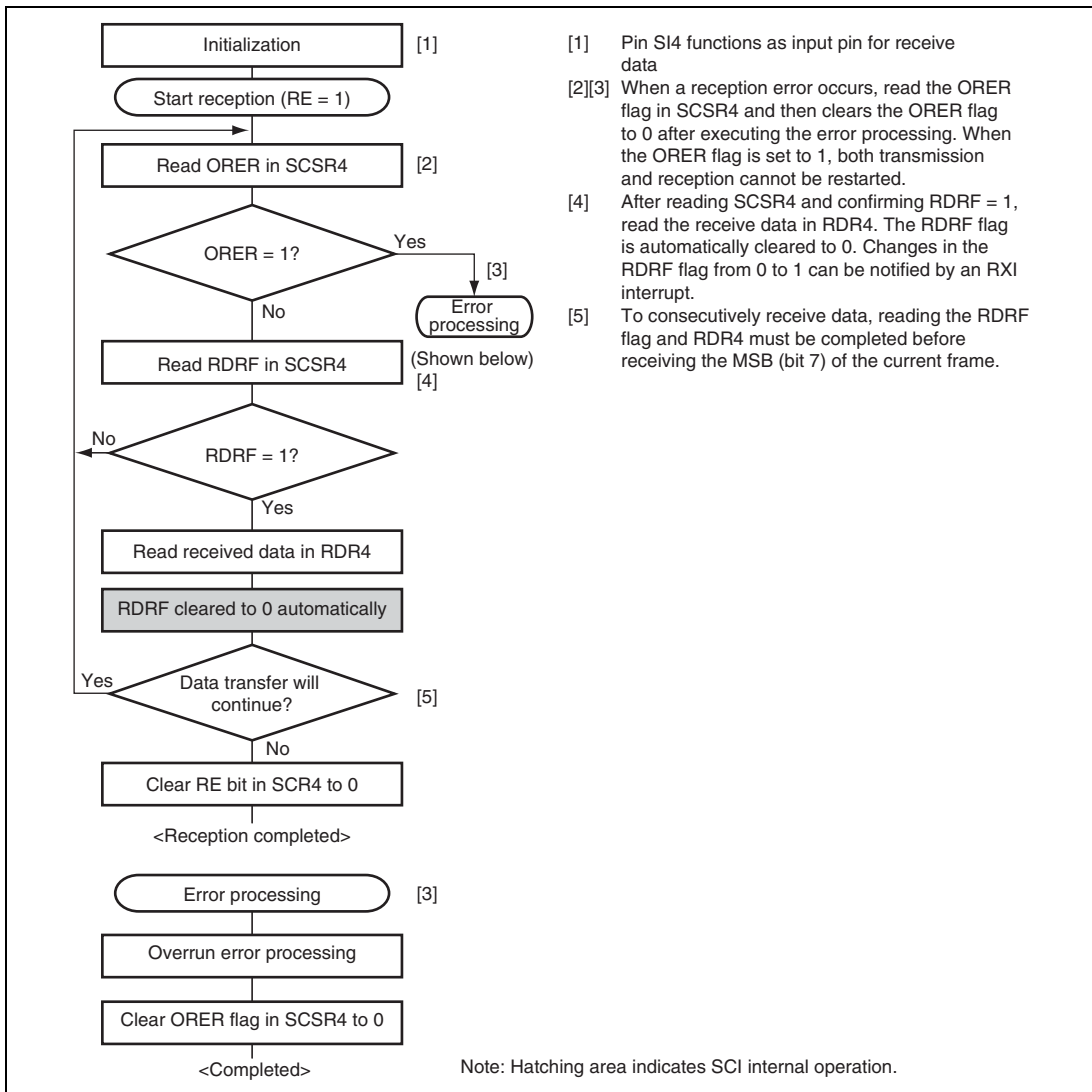 Initialization
[1]
Start reception (RE = 1)
Read ORER in SCSR4
[2]
ORER = 1?
Yes
[3]
Error
processing
(Shown below)
No
Read RDRF in SCSR4
[4]
No
RDRF = 1?
Yes
Read received data in RDR4
RDRF cleared to 0 automatically
Yes
Data transfer will
continue?
[5]
No
Clear RE bit in SCR4 to 0
<Reception completed>
Error processing
[3]
Overrun error processing
Clear ORER flag in SCSR4 to 0
<Completed>
[1] Pin SI4 functions as input pin for receive
data
[2][3] When a reception error occurs, read the ORER
flag in SCSR4 and then clears the ORER flag
to 0 after executing the error processing. When
the ORER flag is set to 1, both transmission
and reception cannot be restarted.
[4] After reading SCSR4 and confirming RDRF = 1,
read the receive data in RDR4. The RDRF flag
is automatically cleared to 0. Changes in the
RDRF flag from 0 to 1 can be notified by an RXI
interrupt.
[5] To consecutively receive data, reading the RDRF
flag and RDR4 must be completed before
receiving the MSB (bit 7) of the current frame.
Note: Hatching area indicates SCI internal operation.